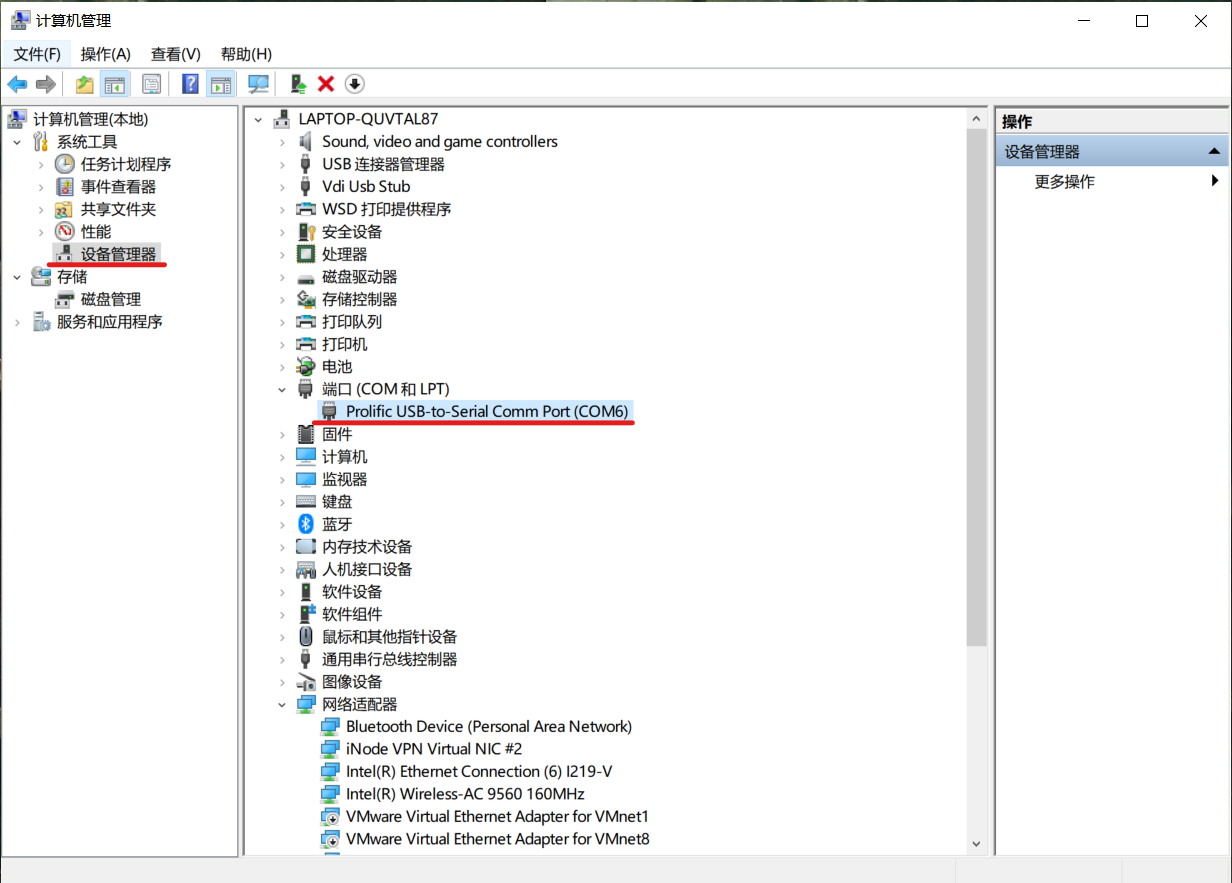 计算机管理
文件(F) 操作(A) 查看(V) 帮助(H)
计算机管理(本地)
系统工具
任务计划程序
事件查看器
共享文件夹
性能
设备管理器
存储
磁盘管理
服务和应用程序
LAPTOP-QUVTAL87
Sound, video and game controllers
USB 连接器管理器
Vdi Usb Stub
WSD 打印提供程序
安全设备
处理器
磁盘驱动器
存储控制器
打印队列
打印机
电池
端口 (COM 和 LPT)
Prolific USB-to-Serial Comm Port (COM6)
固件
计算机
监视器
键盘
蓝牙
内存技术设备
人机接口设备
软件设备
软件组件
鼠标和其他指针设备
通用串行总线控制器
图像设备
网络适配器
Bluetooth Device (Personal Area Network)
iNode VPN Virtual NIC #2
Intel(R) Ethernet Connection (6) I219-V
Intel(R) Wireless-AC 9560 160MHz
VMware Virtual Ethernet Adapter for VMnet1
VMware Virtual Ethernet Adapter for VMnet8
操作
设备管理器
更多操作